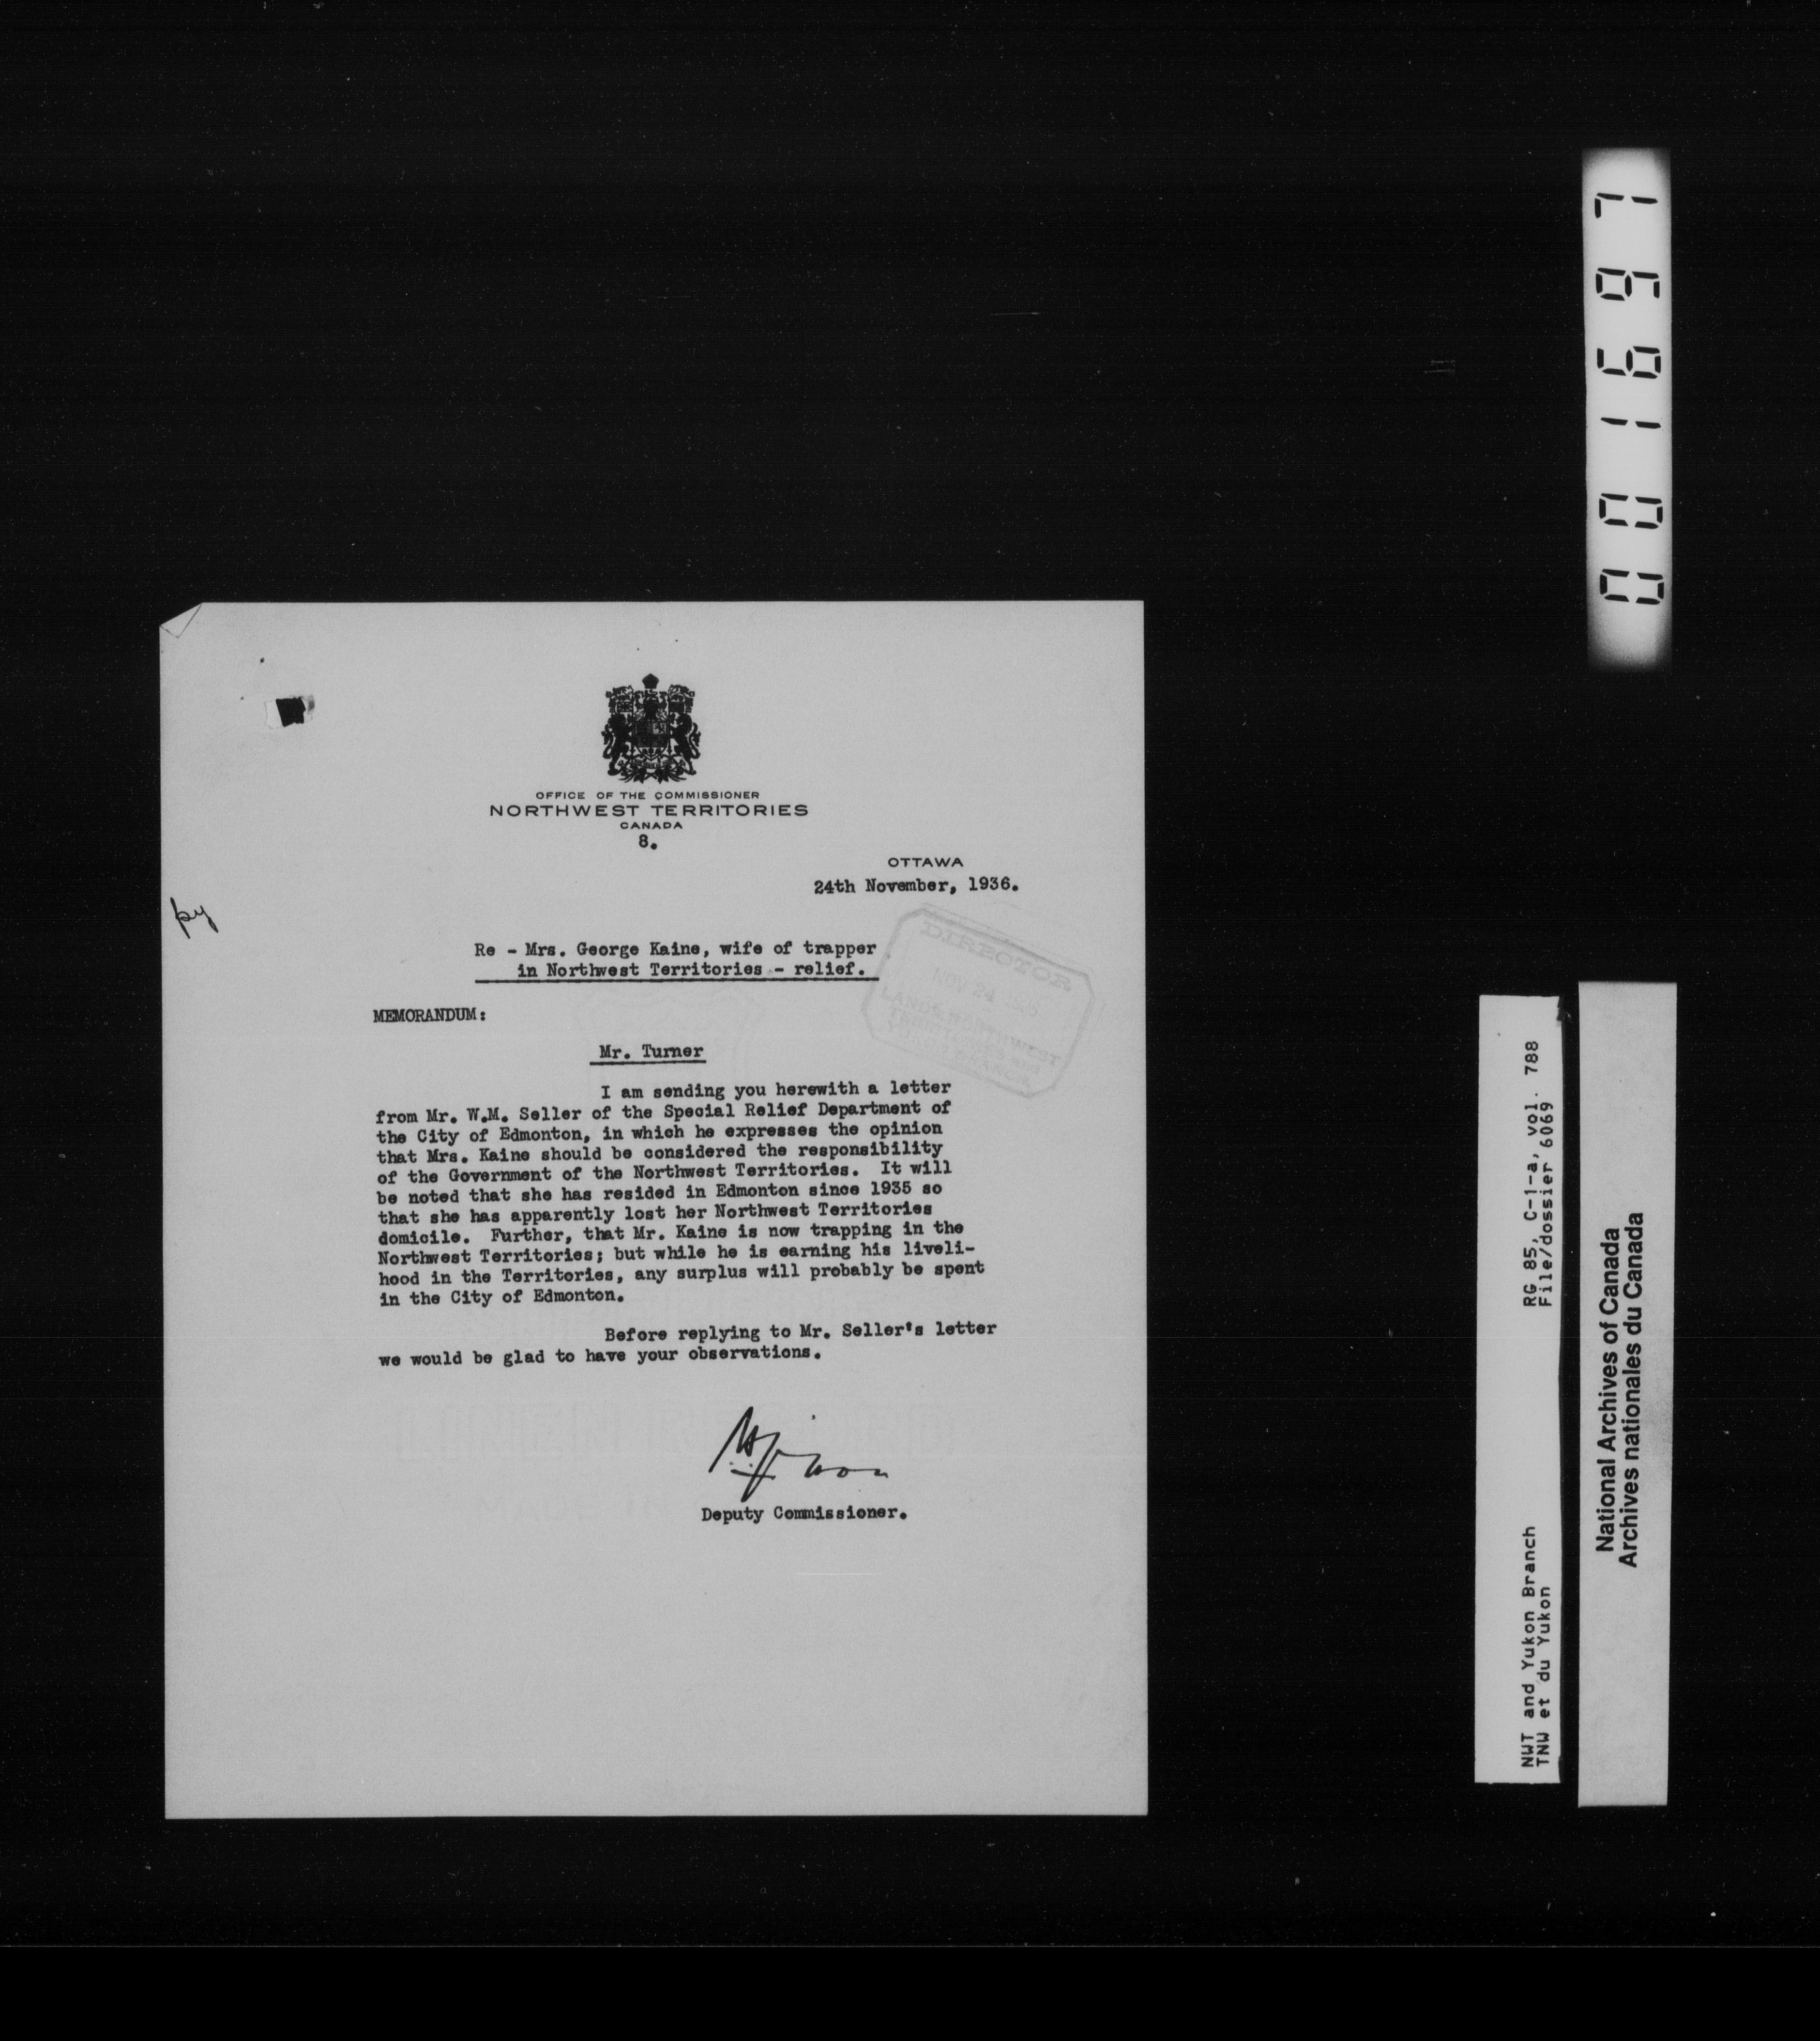 OFFICE OF THE COMMISSIONER
NORTHWEST TERRITORIES
CANADA
8.
OTTAWA
24th November, 1936.
py
Re - Mrs. George Kaine, wife of trapper
in Northwest Territories - relief.
DIRECTOR
NOV 24 1936
LANDS NORTHWEST
MEMORANDUM:
Mr. Turner
I am sending you herewith a letter
from Mr. W.M. Seller of the Special Relief Department of
the City of Edmonton, in which he expresses the opinion
that Mrs. Kaine should be considered the responsibility
of the Government of the Northwest Territories. It will
be noted that she has resided in Edmonton since 1935 so
that she has apparently lost her Northwest Territories
domicile. Further, that Mr. Kaine is now trapping in the
Northwest Territories; but while he is earning his liveli-
hood in the Territories, any surplus will probably be spent
in the City of Edmonton.
Before replying to Mr. Seller's letter
we would be glad to have your observations.
Deputy Commissioner.
001697
NWT and Yukon Branch RG 85, C-1-a, vol. 788
TNW et du Yukon File/dossier 6069
National Archives of Canada
Archives nationales du Canada